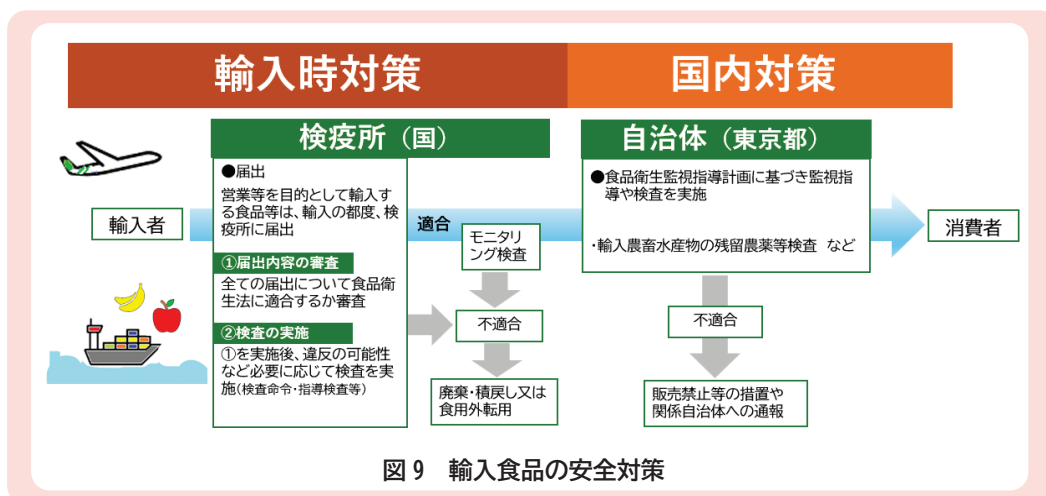 輸入時対策
国内対策
検疫所（国）
自治体（東京都）
輸入者
●届出
営業等を目的として輸入す
る食品等は、輸入の都度、検
疫所に届出
①届出内容の審査
全ての届出について食品衛
生法に適合するか審査
②検査の実施
①を実施後、違反の可能性
など必要に応じて検査を実
施(検査命令・指導検査等)
適合
モニタリ
ング検査
不適合
廃棄・積戻し又は
食用外転用
●食品衛生監視指導計画に基づき監視指
導や検査を実施
・輸入農畜水産物の残留農薬等検査 など
不適合
販売禁止等の措置や
関係自治体への通報
消費者
図9 輸入食品の安全対策